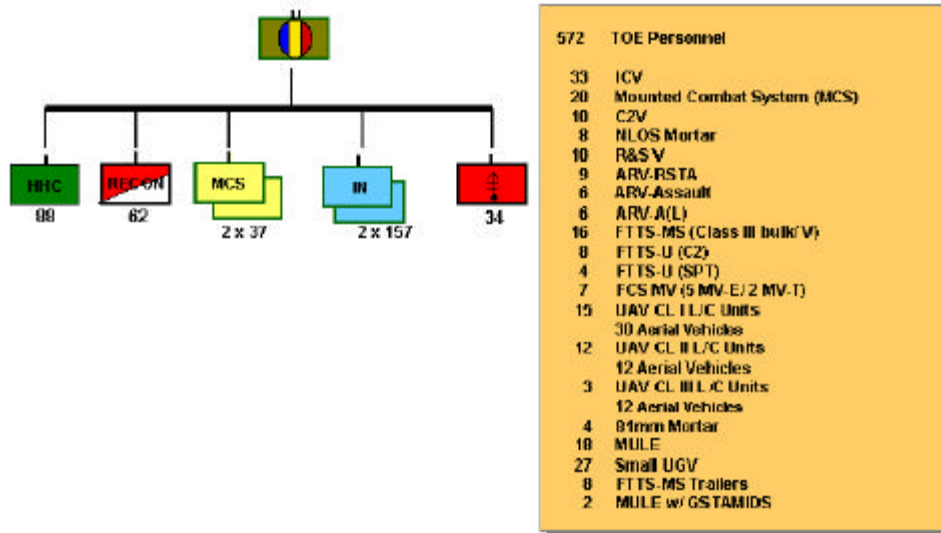 II
HHC
88
RECON
62
MCS
2 x 37
IN
2 x 157
34
572 TOE Personnel
33 ICV
20 Mounted Combat System (MCS)
10 C2V
8 NLOS Mortar
10 R&SV
9 ARV-RSTA
6 ARV-Assault
6 ARV-A(L)
16 FTTS-MS (Class III bulk/V)
8 FTTS-U (C2)
4 FTTS-U (SPT)
7 FCS MV (5 MV-E/ 2 MV-T)
15 UAV CL I L/C Units
30 Aerial Vehicles
12 UAV CL II L/C Units
12 Aerial Vehicles
3 UAV CL III L/C Units
12 Aerial Vehicles
4 81mm Mortar
18 MULE
27 Small UGV
8 FTTS-MS Trailers
2 MULE w/ GSTAMIDS